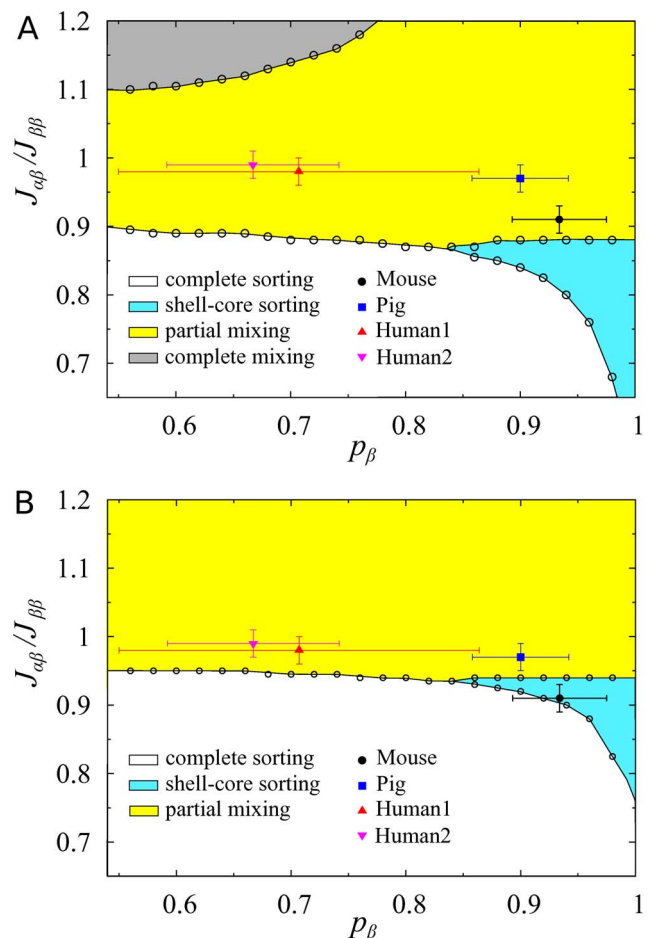 A
1.2
1.1
1
0.9
0.8
0.7
J_αβ/J_ββ
complete sorting
shell-core sorting
partial mixing
complete mixing
Mouse
Pig
Human1
Human2
0.6 0.7 0.8 0.9 1
p_β
B
1.2
1.1
1
0.9
0.8
0.7
J_αβ/J_ββ
complete sorting
shell-core sorting
partial mixing
Mouse
Pig
Human1
Human2
0.6 0.7 0.8 0.9 1
p_β